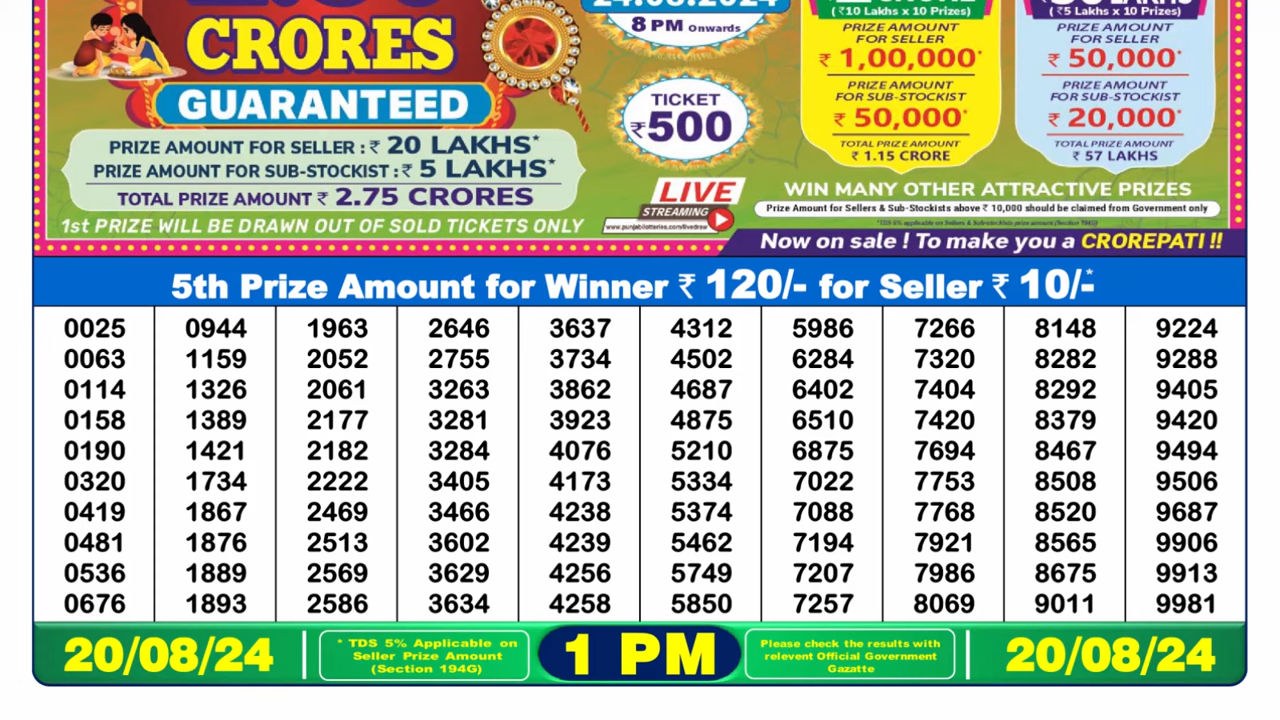 CRORES
GUARANTEED
PRIZE AMOUNT FOR SELLER : ₹ 20 LAKHS*
PRIZE AMOUNT FOR SUB-STOCKIST : ₹ 5 LAKHS*
TOTAL PRIZE AMOUNT ₹ 2.75 CRORES
1st PRIZE WILL BE DRAWN OUT OF SOLD TICKETS ONLY
24.08.2024
8 PM Onwards
TICKET
₹500
LIVE
STREAMING
www.punjablotteries.com/livedraw
(₹10 Lakhs x 10 Prizes)
PRIZE AMOUNT
FOR SELLER
₹ 1,00,000*
PRIZE AMOUNT
FOR SUB-STOCKIST
₹ 50,000*
TOTAL PRIZE AMOUNT
₹ 1.15 CRORE
(₹5 Lakhs x 10 Prizes)
PRIZE AMOUNT
FOR SELLER
₹ 50,000*
PRIZE AMOUNT
FOR SUB-STOCKIST
₹ 20,000*
TOTAL PRIZE AMOUNT
₹ 57 LAKHS
WIN MANY OTHER ATTRACTIVE PRIZES
Prize Amount for Sellers & Sub-Stockists above ₹ 10,000 should be claimed from Government only
Now on sale ! To make you a CROREPATI !!
5th Prize Amount for Winner ₹ 120/- for Seller ₹ 10/-*
0025 0944 1963 2646 3637 4312 5986 7266 8148 9224
0063 1159 2052 2755 3734 4502 6284 7320 8282 9288
0114 1326 2061 3263 3862 4687 6402 7404 8292 9405
0158 1389 2177 3281 3923 4875 6510 7420 8379 9420
0190 1421 2182 3284 4076 5210 6875 7694 8467 9494
0320 1734 2222 3405 4173 5334 7022 7753 8508 9506
0419 1867 2469 3466 4238 5374 7088 7768 8520 9687
0481 1876 2513 3602 4239 5462 7194 7921 8565 9906
0536 1889 2569 3629 4256 5749 7207 7986 8675 9913
0676 1893 2586 3634 4258 5850 7257 8069 9011 9981
20/08/24
* TDS 5% Applicable on
Seller Prize Amount
(Section 194G)
1 PM
Please check the results with
relevent Official Government
Gazatte
20/08/24